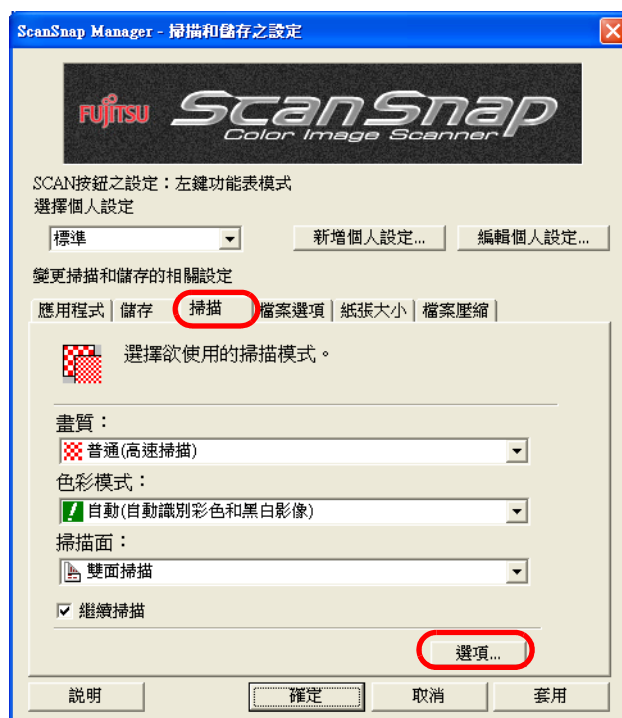 ScanSnap Manager - 掃描和儲存之設定
FUJITSU ScanSnap
Color Image Scanner
SCAN按鈕之設定：左鍵功能表模式
選擇個人設定
標準 新增個人設定... 編輯個人設定...
變更掃描和儲存的相關設定
應用程式 儲存 掃描 檔案選項 紙張大小 檔案壓縮
選擇欲使用的掃描模式。
畫質：
普通(高速掃描)
色彩模式：
自動(自動識別彩色和黑白影像)
掃描面：
雙面掃描
繼續掃描
選項...
說明 確定 取消 套用